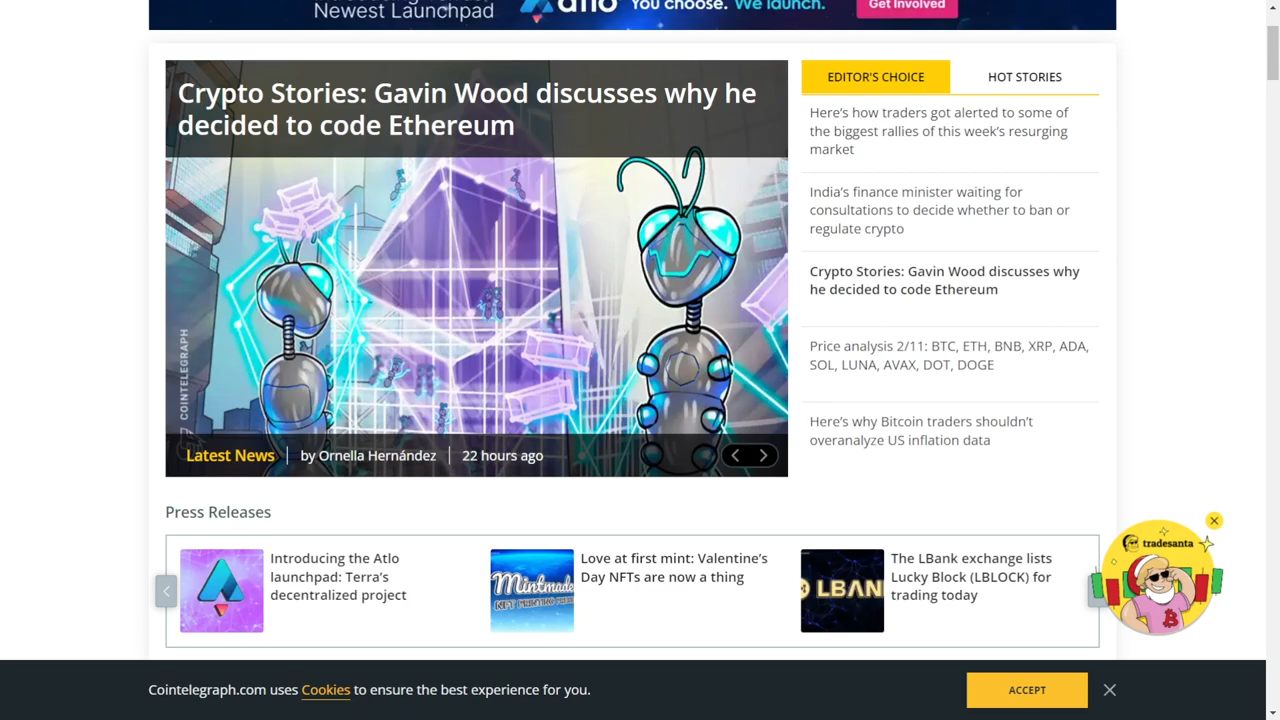 Newest Launchpad
atlo
You choose. We launch.
Get Involved
Crypto Stories: Gavin Wood discusses why he
decided to code Ethereum
COINTELEGRAPH
Latest News
by Ornella Hernández
22 hours ago
EDITOR'S CHOICE
HOT STORIES
Here’s how traders got alerted to some of
the biggest rallies of this week’s resurging
market
India’s finance minister waiting for
consultations to decide whether to ban or
regulate crypto
Crypto Stories: Gavin Wood discusses why
he decided to code Ethereum
Price analysis 2/11: BTC, ETH, BNB, XRP, ADA,
SOL, LUNA, AVAX, DOT, DOGE
Here’s why Bitcoin traders shouldn’t
overanalyze US inflation data
Press Releases
Introducing the Atlo
launchpad: Terra’s
decentralized project
Mintmade
NFT PRINTING PRESS
Love at first mint: Valentine’s
Day NFTs are now a thing
LBAN
The LBank exchange lists
Lucky Block (LBLOCK) for
trading today
tradesanta
Cointelegraph.com uses Cookies to ensure the best experience for you.
ACCEPT